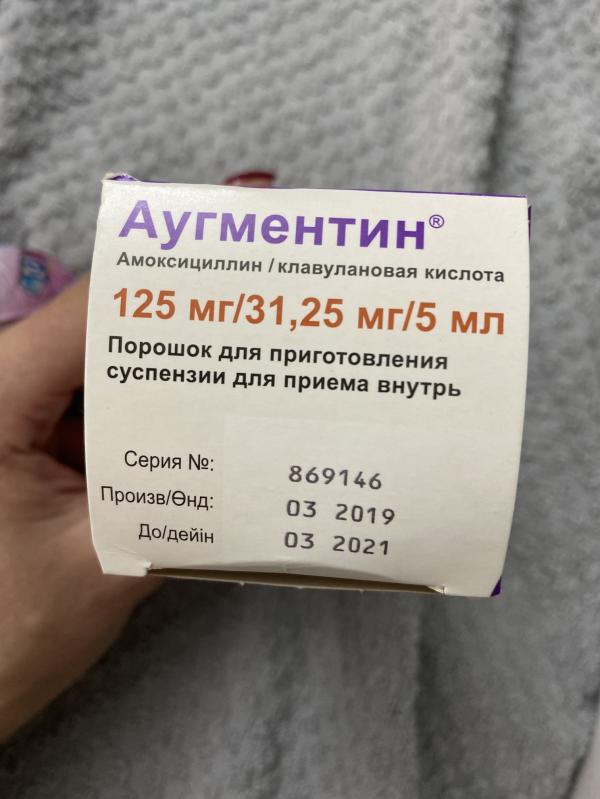 Аугментин®
Амоксициллин / клавулановая кислота
125 мг/31,25 мг/5 мл
Порошок для приготовления
суспензии для приема внутрь
Серия №: 869146
Произв/Өнд: 03 2019
До/дейін 03 2021